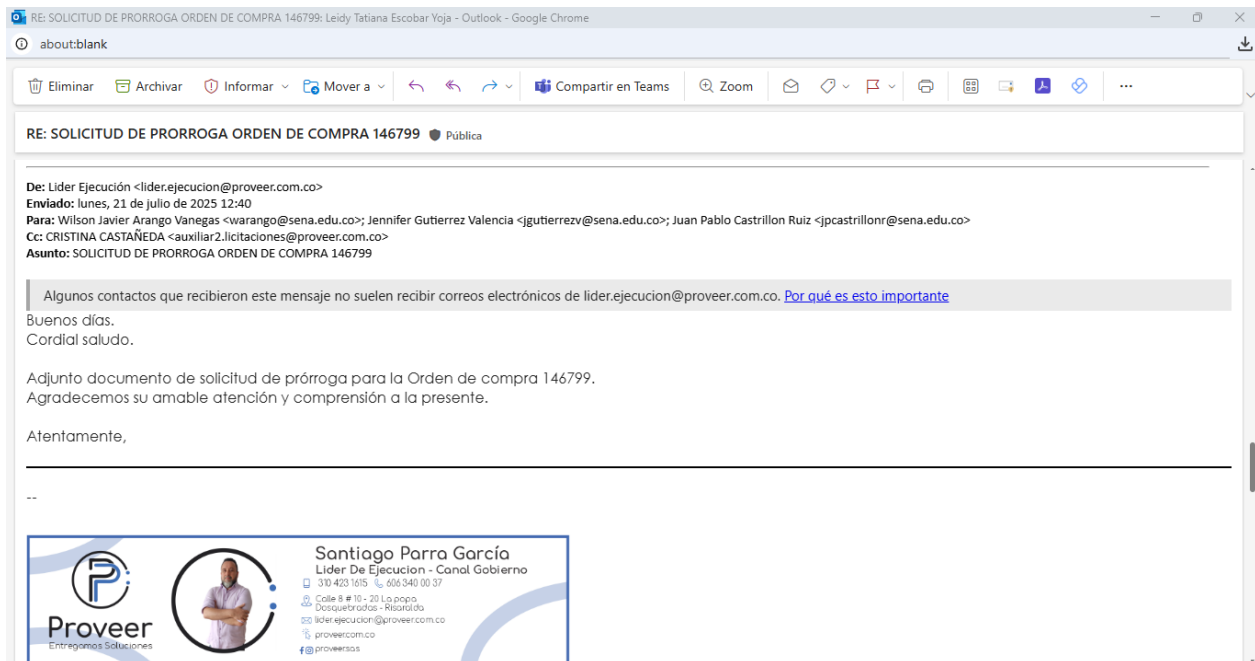 RE: SOLICITUD DE PRORROGA ORDEN DE COMPRA 146799: Leidy Tatiana Escobar Yoja - Outlook - Google Chrome
about:blank
Eliminar Archivar Informar Mover a Compartir en Teams Zoom ...
RE: SOLICITUD DE PRORROGA ORDEN DE COMPRA 146799 Pública
De: Lider Ejecución <lider.ejecucion@proveer.com.co>
Enviado: lunes, 21 de julio de 2025 12:40
Para: Wilson Javier Arango Vanegas <warango@sena.edu.co>; Jennifer Gutierrez Valencia <jgutierrezv@sena.edu.co>; Juan Pablo Castrillon Ruiz <jpcastrillonr@sena.edu.co>
Cc: CRISTINA CASTAÑEDA <auxiliar2.licitaciones@proveer.com.co>
Asunto: SOLICITUD DE PRORROGA ORDEN DE COMPRA 146799
Algunos contactos que recibieron este mensaje no suelen recibir correos electrónicos de lider.ejecucion@proveer.com.co. Por qué es esto importante
Buenos días.
Cordial saludo.
Adjunto documento de solicitud de prórroga para la Orden de compra 146799.
Agradecemos su amable atención y comprensión a la presente.
Atentamente,
--
Proveer
Entregamos Soluciones
Santiago Parra García
Lider De Ejecucion - Canal Gobierno
310 423 1615 606 340 00 37
Calle 8 # 10 - 20 La popa
Dosquebradas - Risaralda
lider.ejecucion@proveer.com.co
proveer.com.co
proveersas